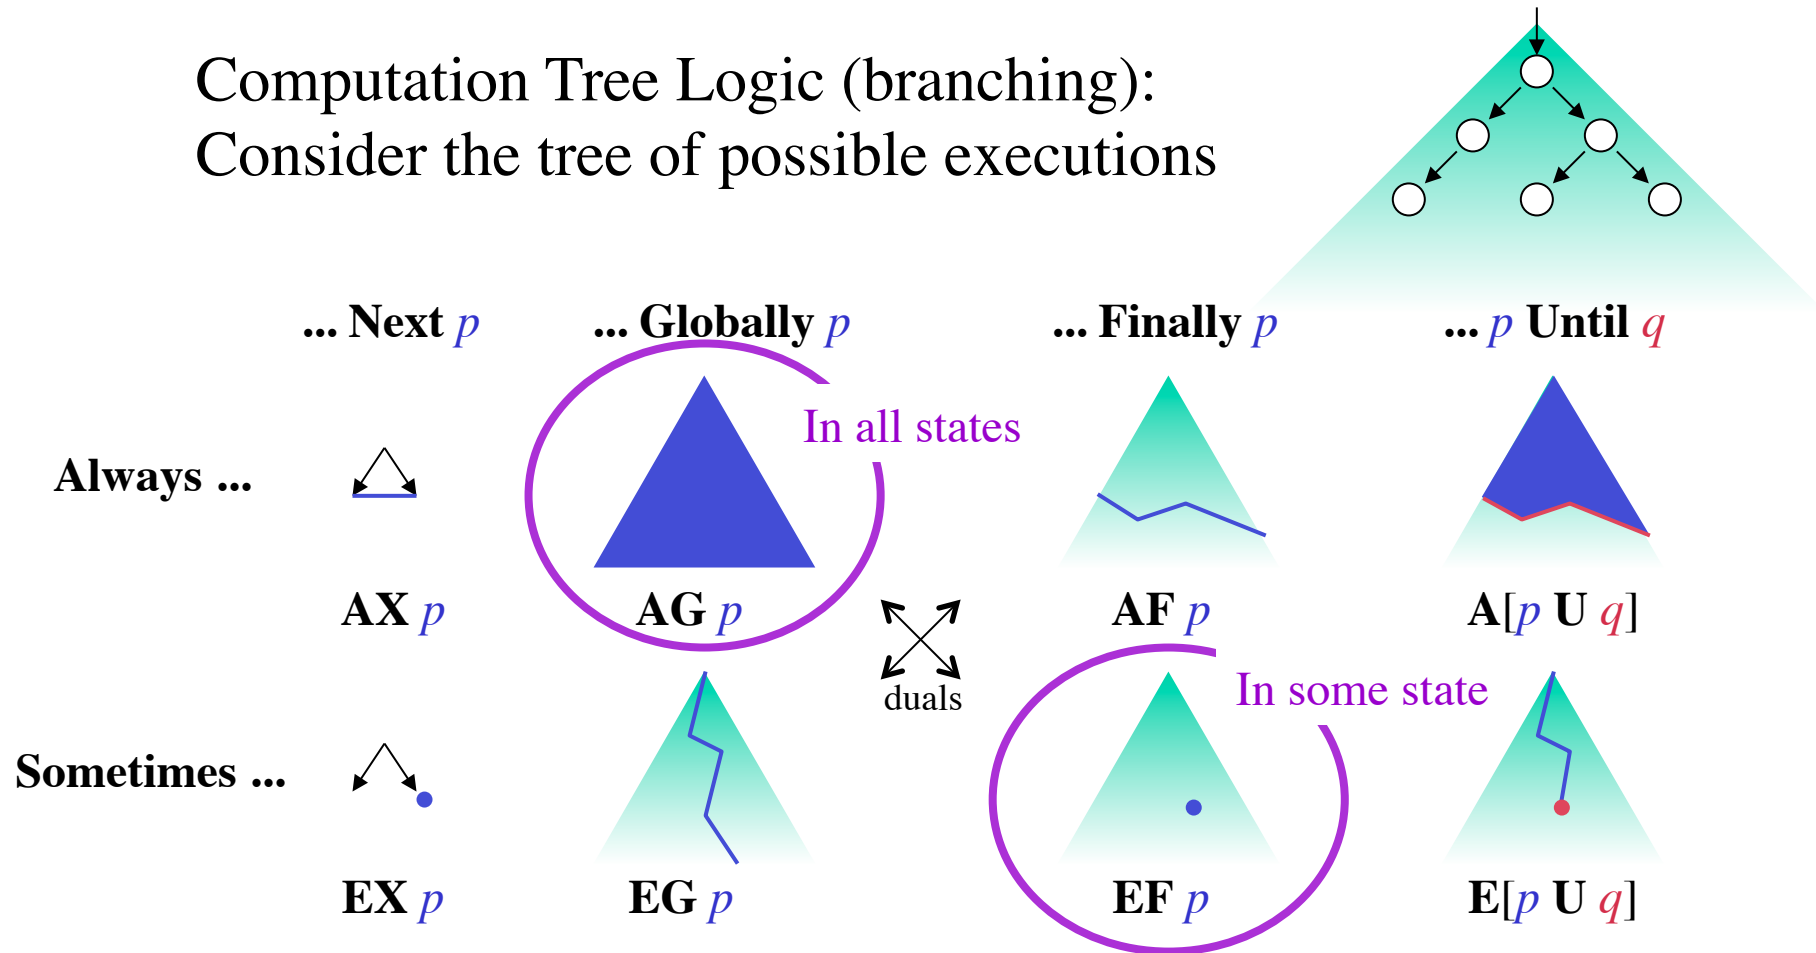 Computation Tree Logic (branching):
Consider the tree of possible executions
... Next p
... Globally p
... Finally p
... p Until q
In all states
Always ...
AX p
AG p
AF p
A[p U q]
duals
In some state
Sometimes ...
EX p
EG p
EF p
E[p U q]